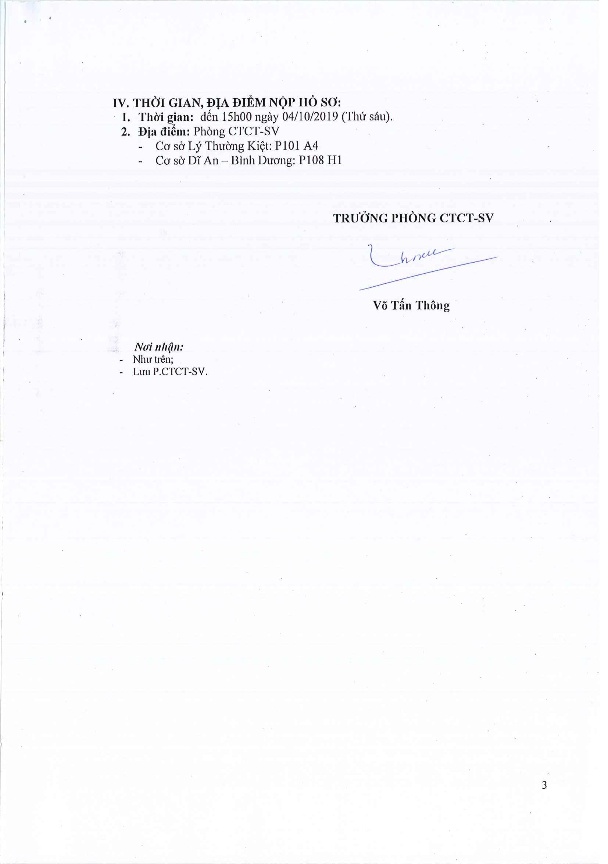 IV. THỜI GIAN, ĐỊA ĐIỂM NỘP HỒ SƠ:
1. Thời gian: đến 15h00 ngày 04/10/2019 (Thứ sáu).
2. Địa điểm: Phòng CTCT-SV
- Cơ sở Lý Thường Kiệt: P101 A4
- Cơ sở Dĩ An – Bình Dương: P108 H1
TRƯỞNG PHÒNG CTCT-SV
Võ Tấn Thông
Nơi nhận:
- Như trên;
- Lưu P.CTCT-SV.
3